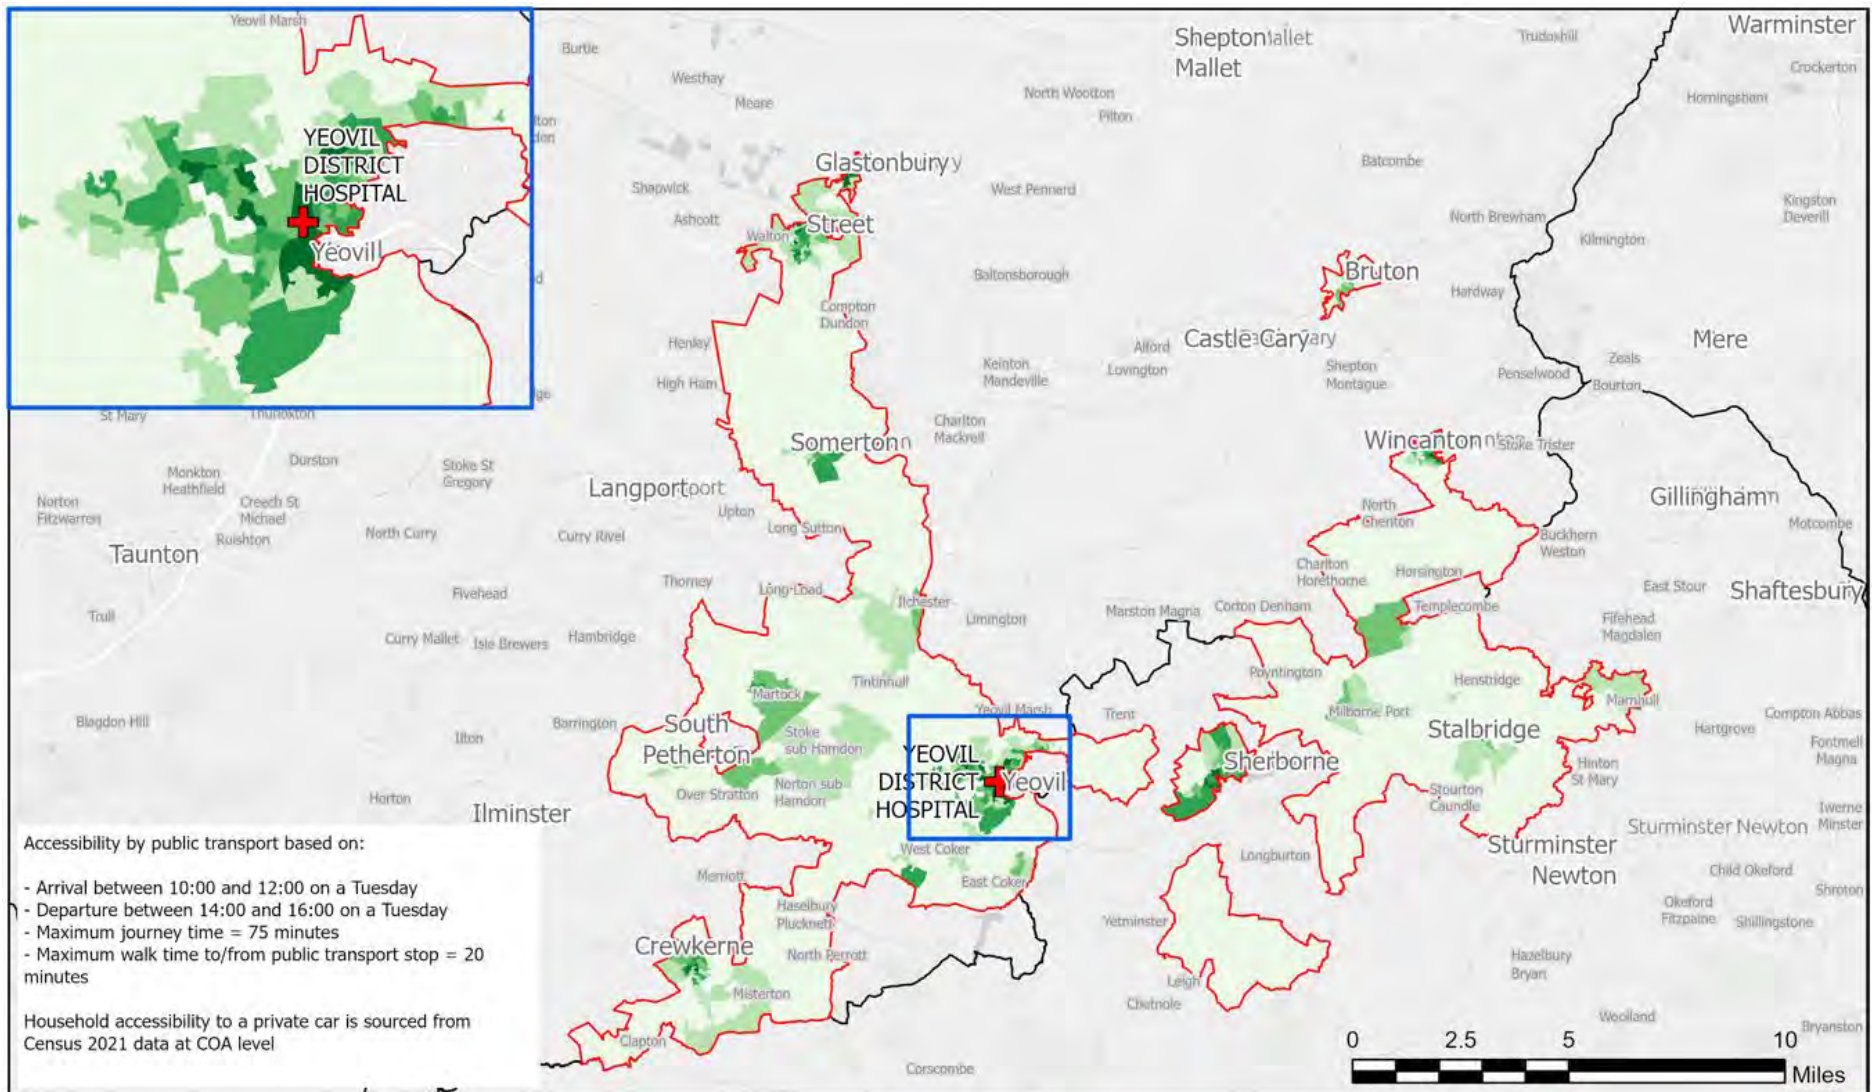 Yeovil Marsh
YEOVIL
DISTRICT
HOSPITAL
Yeovil
Burtle
Westhay
Meare
Shepton
Mallet
North Wootton
Pilton
Trudoxhill
Warminster
Crockerton
Horningsham
Glastonbury
Shapwick
Ashcott
Walton
Street
West Pennard
Batcombe
North Brewham
Kingston
Deverill
Kilmington
Baltonsborough
Bruton
Hardway
Compton
Dundon
Henley
High Ham
Keinton
Mandeville
Alford
Lovington
Castle Cary
Shepton
Montague
Penselwood
Zeals
Bourton
Mere
St Mary
Thurloxton
Durston
Monkton
Heathfield
Stoke St
Gregory
Norton
Fitzwarren
Creech St
Michael
Ruishton
North Curry
Curry Rivel
Taunton
Trull
Charlton
Mackrell
Somerton
Langport
Upton
Long Sutton
Wincanton
Stoke Trister
North
Cheriton
Gillingham
Motcombe
Buckhorn
Weston
Charlton
Horethorne
Horsington
East Stour
Shaftesbury
Thorney
Long-Load
Ilchester
Limington
Fivehead
Curry Mallet
Isle Brewers
Hambridge
Marston Magna
Corton Denham
Templecombe
Fifehead
Magdalen
Poyntington
Henstridge
Marnhull
Martock
Tintinhull
Blagdon Hill
Barrington
Ilton
South
Petherton
Stoke
sub Hamdon
Yeovil Marsh
Trent
Milborne Port
Stalbridge
Hartgrove
Compton Abbas
Fontmell
Magna
YEOVIL
DISTRICT
HOSPITAL
Yeovil
Sherborne
Hinton
St Mary
Over Stratton
Norton sub
Hamdon
Horton
Ilminster
Stourton
Caundle
Sturminster Newton
Iwerne
Minster
Sturminster
Newton
West Coker
East Coker
Merriott
Longburton
Child Okeford
Shroton
Haselbury
Plucknett
Yetminster
Okeford
Fitzpaine
Shillingstone
Crewkerne
North Perrott
Hazelbury
Bryan
Misterton
Leigh
Chetnole
Clapton
Woolland
Bryanston
Corscombe
Accessibility by public transport based on:
- Arrival between 10:00 and 12:00 on a Tuesday
- Departure between 14:00 and 16:00 on a Tuesday
- Maximum journey time = 75 minutes
- Maximum walk time to/from public transport stop = 20
minutes
Household accessibility to a private car is sourced from
Census 2021 data at COA level
0 2.5 5 10
Miles